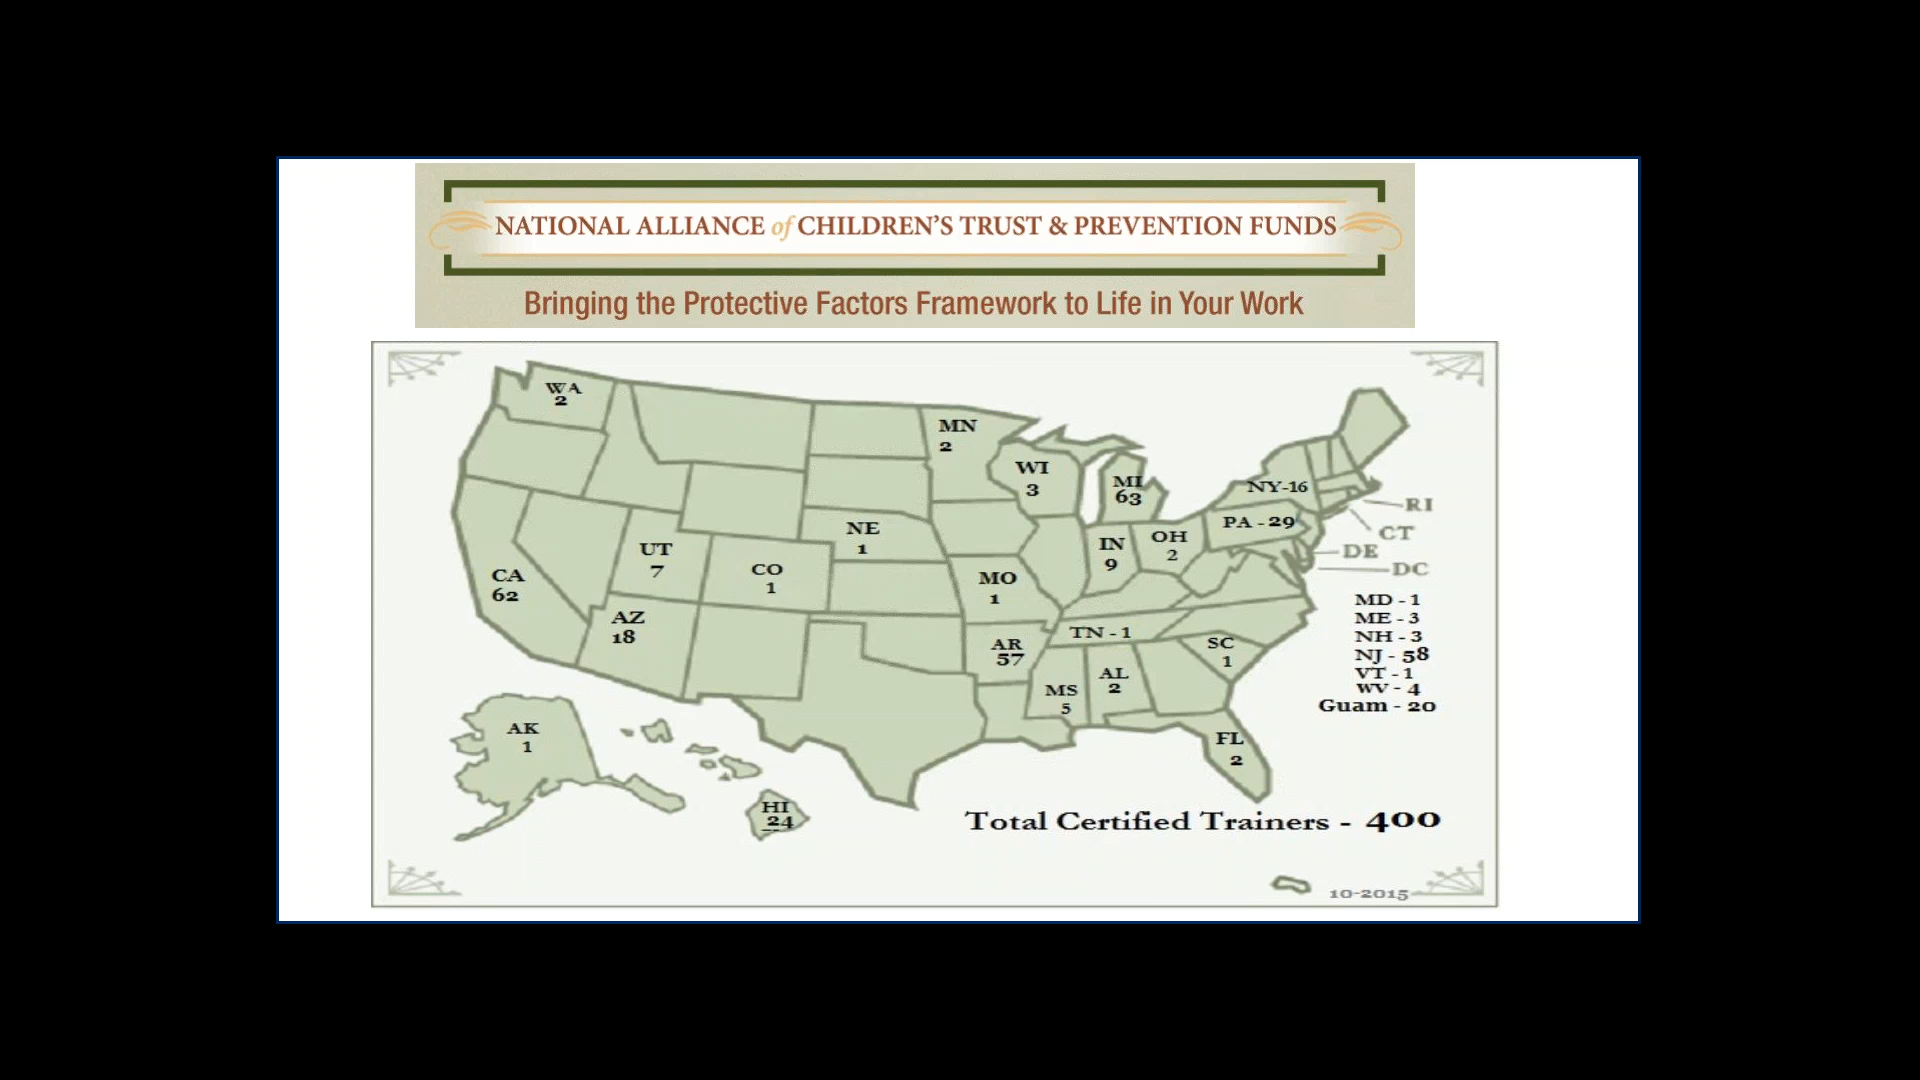 NATIONAL ALLIANCE of CHILDREN'S TRUST & PREVENTION FUNDS
Bringing the Protective Factors Framework to Life in Your Work
WA
2
MN
2
WI
3
MI
63
NY-16
RI
PA - 29
CT
NE
1
IN
9
OH
2
DE
DC
UT
7
CO
1
CA
62
MO
1
AZ
18
AR
57
TN - 1
SC
1
MS
5
AL
2
MD - 1
ME - 3
NH - 3
NJ - 58
VT - 1
WV - 4
Guam - 20
AK
1
FL
2
HI
24
Total Certified Trainers - 400
10-2015